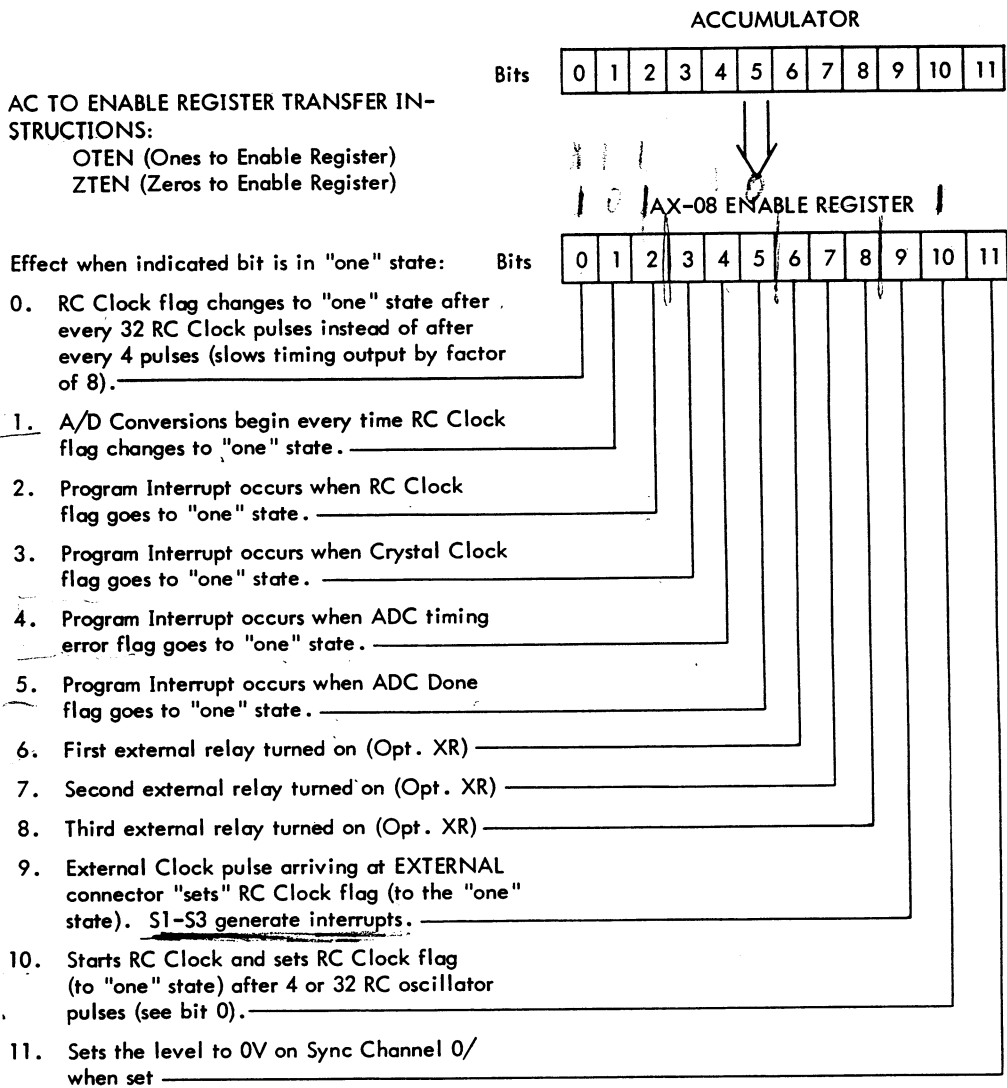 ACCUMULATOR
Bits 0 1 2 3 4 5 6 7 8 9 10 11
AC TO ENABLE REGISTER TRANSFER IN-
STRUCTIONS:
OTEN (Ones to Enable Register)
ZTEN (Zeros to Enable Register)
1 0 1 1
AX-08 ENABLE REGISTER
Effect when indicated bit is in "one" state: Bits 0 1 2 3 4 5 6 7 8 9 10 11
0. RC Clock flag changes to "one" state after
every 32 RC Clock pulses instead of after
every 4 pulses (slows timing output by factor
of 8).
1. A/D Conversions begin every time RC Clock
flag changes to "one" state.
2. Program Interrupt occurs when RC Clock
flag goes to "one" state.
3. Program Interrupt occurs when Crystal Clock
flag goes to "one" state.
4. Program Interrupt occurs when ADC timing
error flag goes to "one" state.
5. Program Interrupt occurs when ADC Done
flag goes to "one" state.
6. First external relay turned on (Opt. XR)
7. Second external relay turned on (Opt. XR)
8. Third external relay turned on (Opt. XR)
9. External Clock pulse arriving at EXTERNAL
connector "sets" RC Clock flag (to the "one"
state). S1-S3 generate interrupts.
10. Starts RC Clock and sets RC Clock flag
(to "one" state) after 4 or 32 RC oscillator
pulses (see bit 0).
11. Sets the level to 0V on Sync Channel 0/
when set